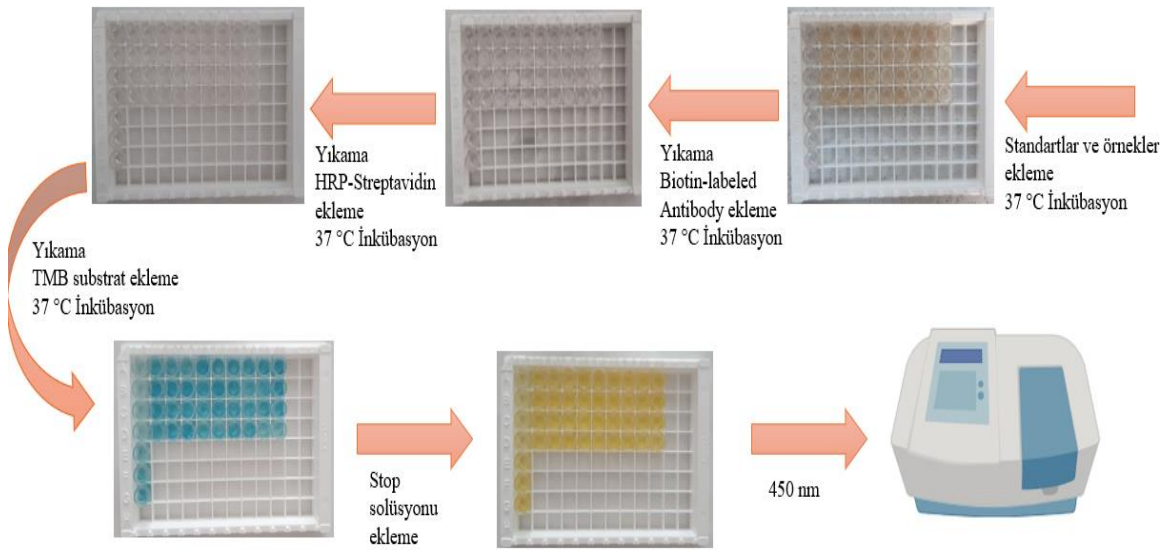 Standartlar ve örnekler
ekleme
37 °C İnkübasyon
Yıkama
Biotin-labeled
Antibody ekleme
37 °C İnkübasyon
Yıkama
HRP-Streptavidin
ekleme
37 °C İnkübasyon
Yıkama
TMB substrat ekleme
37 °C İnkübasyon
Stop
solüsyonu
ekleme
450 nm